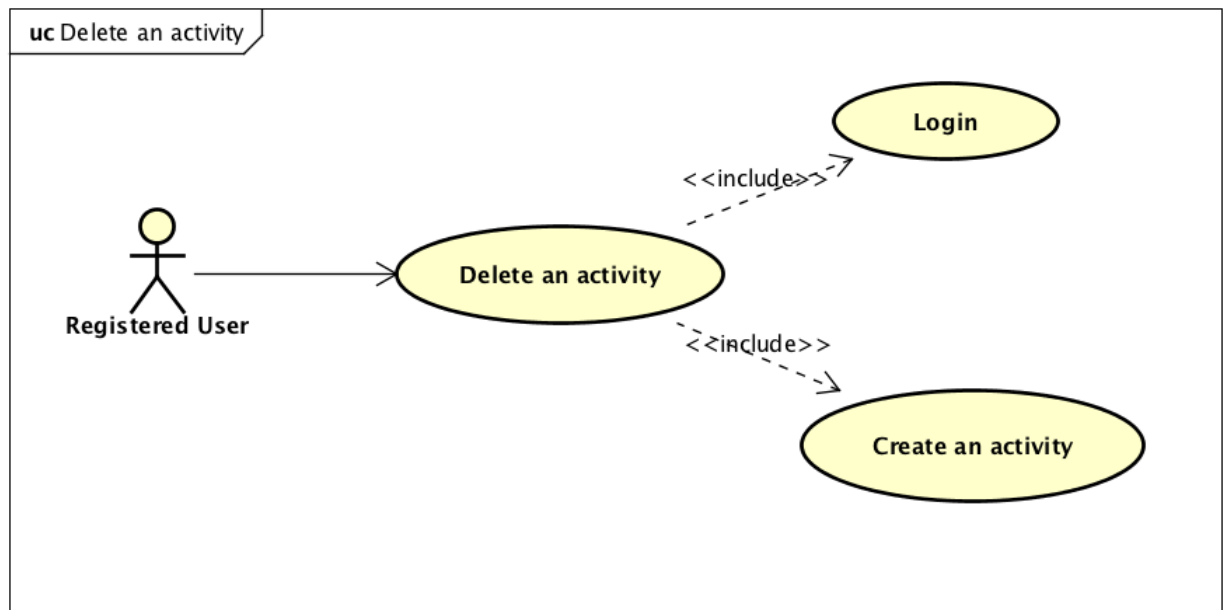 uc Delete an activity
Login
<<include>>
Delete an activity
Registered User
<<include>>
Create an activity